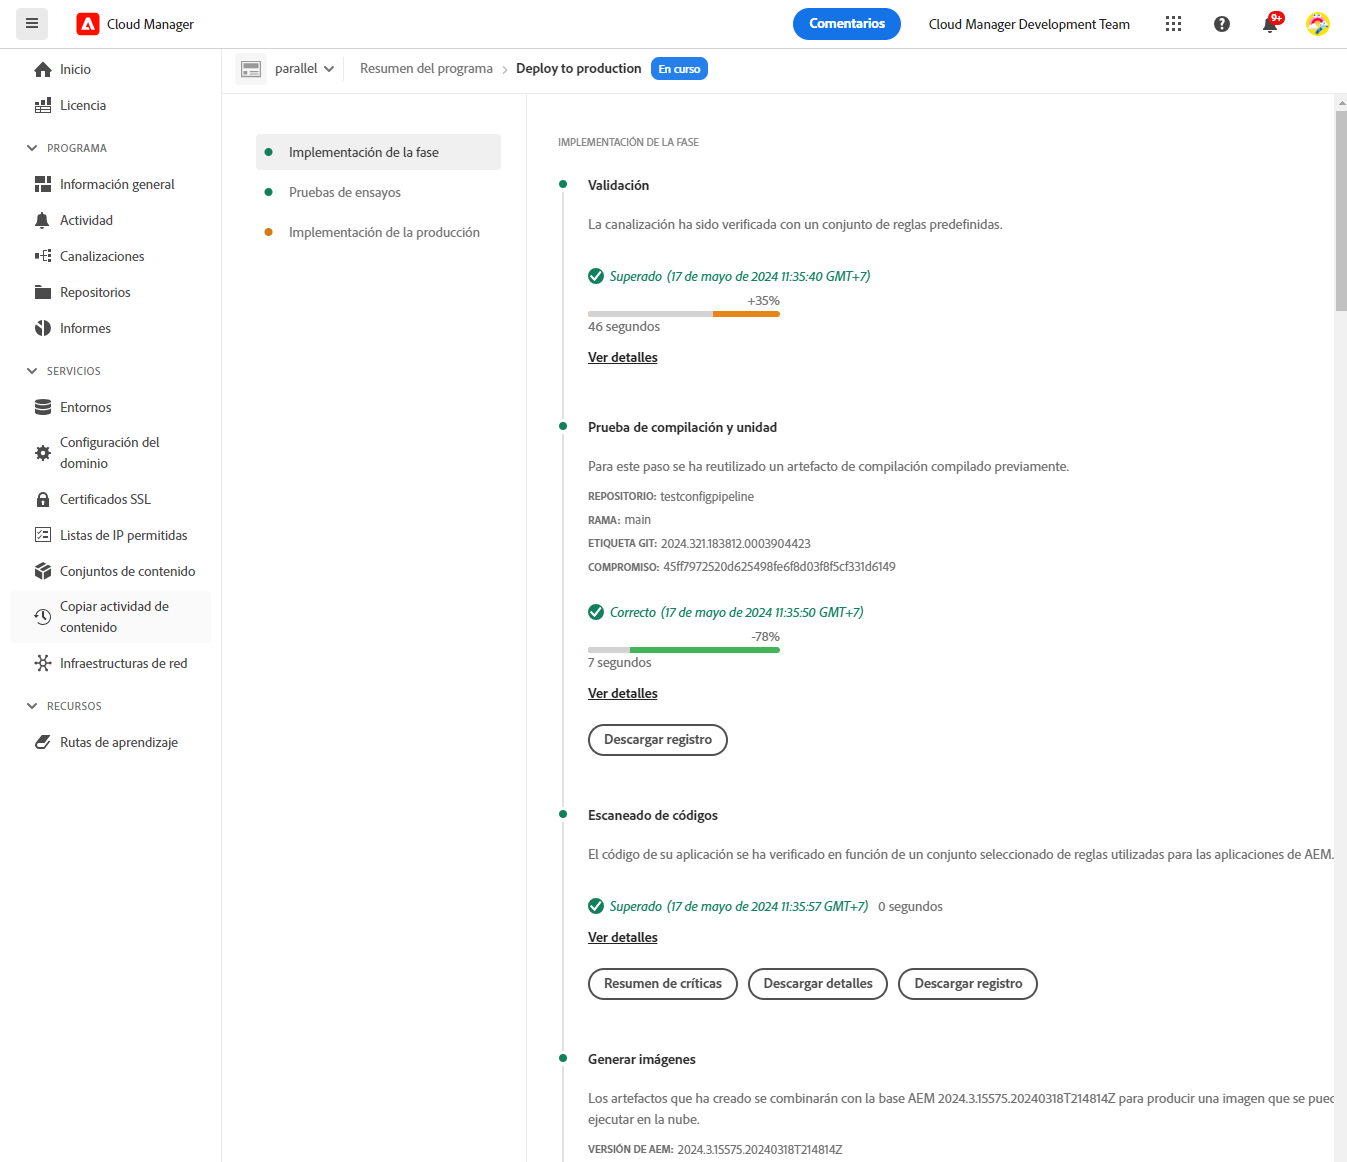 Cloud Manager
Comentarios
Cloud Manager Development Team
9+
Inicio
Licencia
PROGRAMA
Información general
Actividad
Canalizaciones
Repositorios
Informes
SERVICIOS
Entornos
Configuración del
dominio
Certificados SSL
Listas de IP permitidas
Conjuntos de contenido
Copiar actividad de
contenido
Infraestructuras de red
RECURSOS
Rutas de aprendizaje
parallel
Resumen del programa
Deploy to production
En curso
Implementación de la fase
Pruebas de ensayos
Implementación de la producción
IMPLEMENTACIÓN DE LA FASE
Validación
La canalización ha sido verificada con un conjunto de reglas predefinidas.
Superado (17 de mayo de 2024 11:35:40 GMT+7)
+35%
46 segundos
Ver detalles
Prueba de compilación y unidad
Para este paso se ha reutilizado un artefacto de compilación compilado previamente.
REPOSITORIO: testconfigpipeline
RAMA: main
ETIQUETA GIT: 2024.321.183812.0003904423
COMPROMISO: 45ff7972520d625498fe6f8d03f8f5cf331d6149
Correcto (17 de mayo de 2024 11:35:50 GMT+7)
-78%
7 segundos
Ver detalles
Descargar registro
Escaneado de códigos
El código de su aplicación se ha verificado en función de un conjunto seleccionado de reglas utilizadas para las aplicaciones de AEM.
Superado (17 de mayo de 2024 11:35:57 GMT+7) 0 segundos
Ver detalles
Resumen de críticas
Descargar detalles
Descargar registro
Generar imágenes
Los artefactos que ha creado se combinarán con la base AEM 2024.3.15575.20240318T214814Z para producir una imagen que se pued
ejecutar en la nube.
VERSIÓN DE AEM: 2024.3.15575.20240318T214814Z